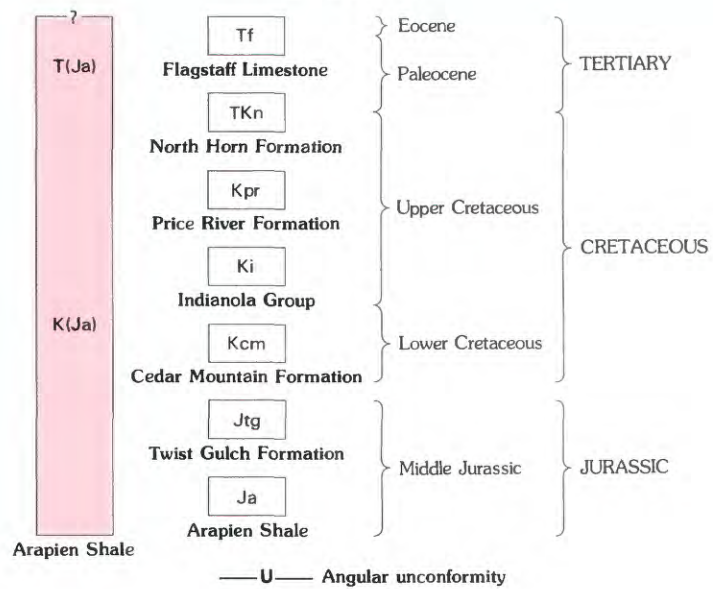 ?
T(Ja)
K(Ja)
Arapien Shale
Tf
Flagstaff Limestone
TKn
North Horn Formation
Kpr
Price River Formation
Ki
Indianola Group
Kcm
Cedar Mountain Formation
Jtg
Twist Gulch Formation
Ja
Arapien Shale
Eocene
Paleocene
Upper Cretaceous
Lower Cretaceous
Middle Jurassic
TERTIARY
CRETACEOUS
JURASSIC
U Angular unconformity